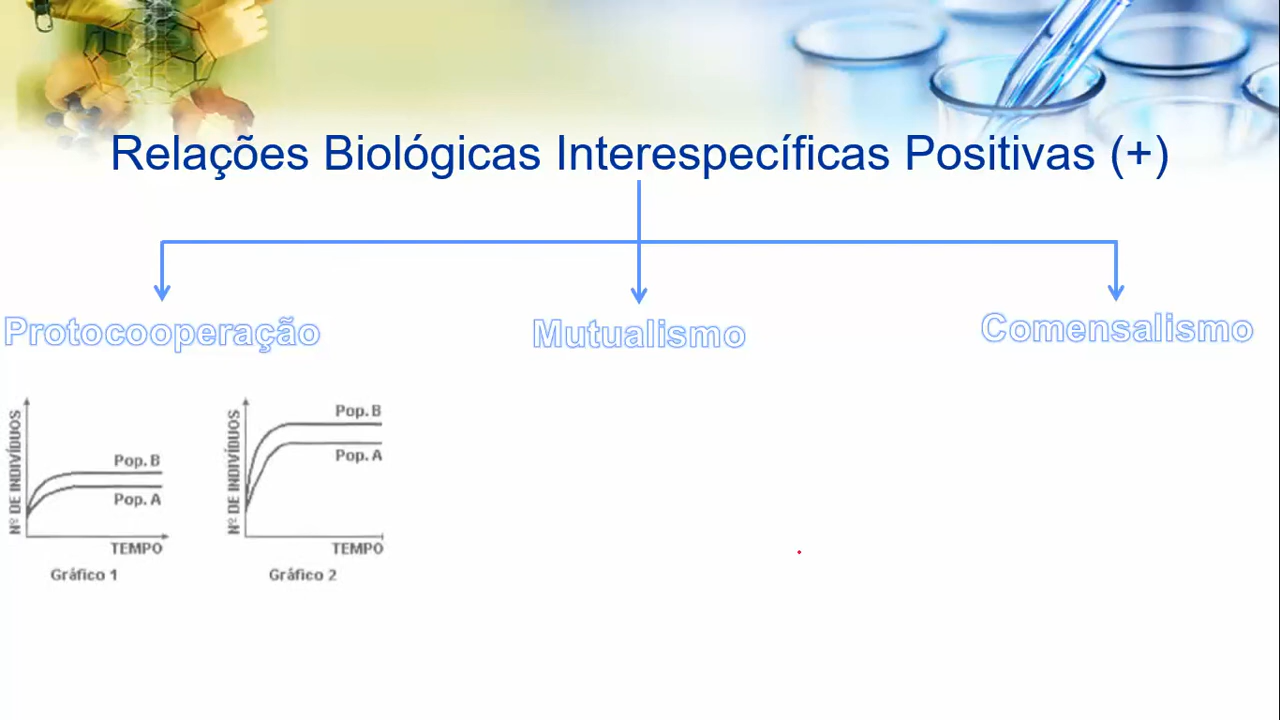 Relações Biológicas Interespecíficas Positivas (+)
Protocooperação
Mutualismo
Comensalismo
Nº DE INDIVÍDUOS
Pop. B
Pop. A
TEMPO
Gráfico 1
Nº DE INDIVÍDUOS
Pop. B
Pop. A
TEMPO
Gráfico 2